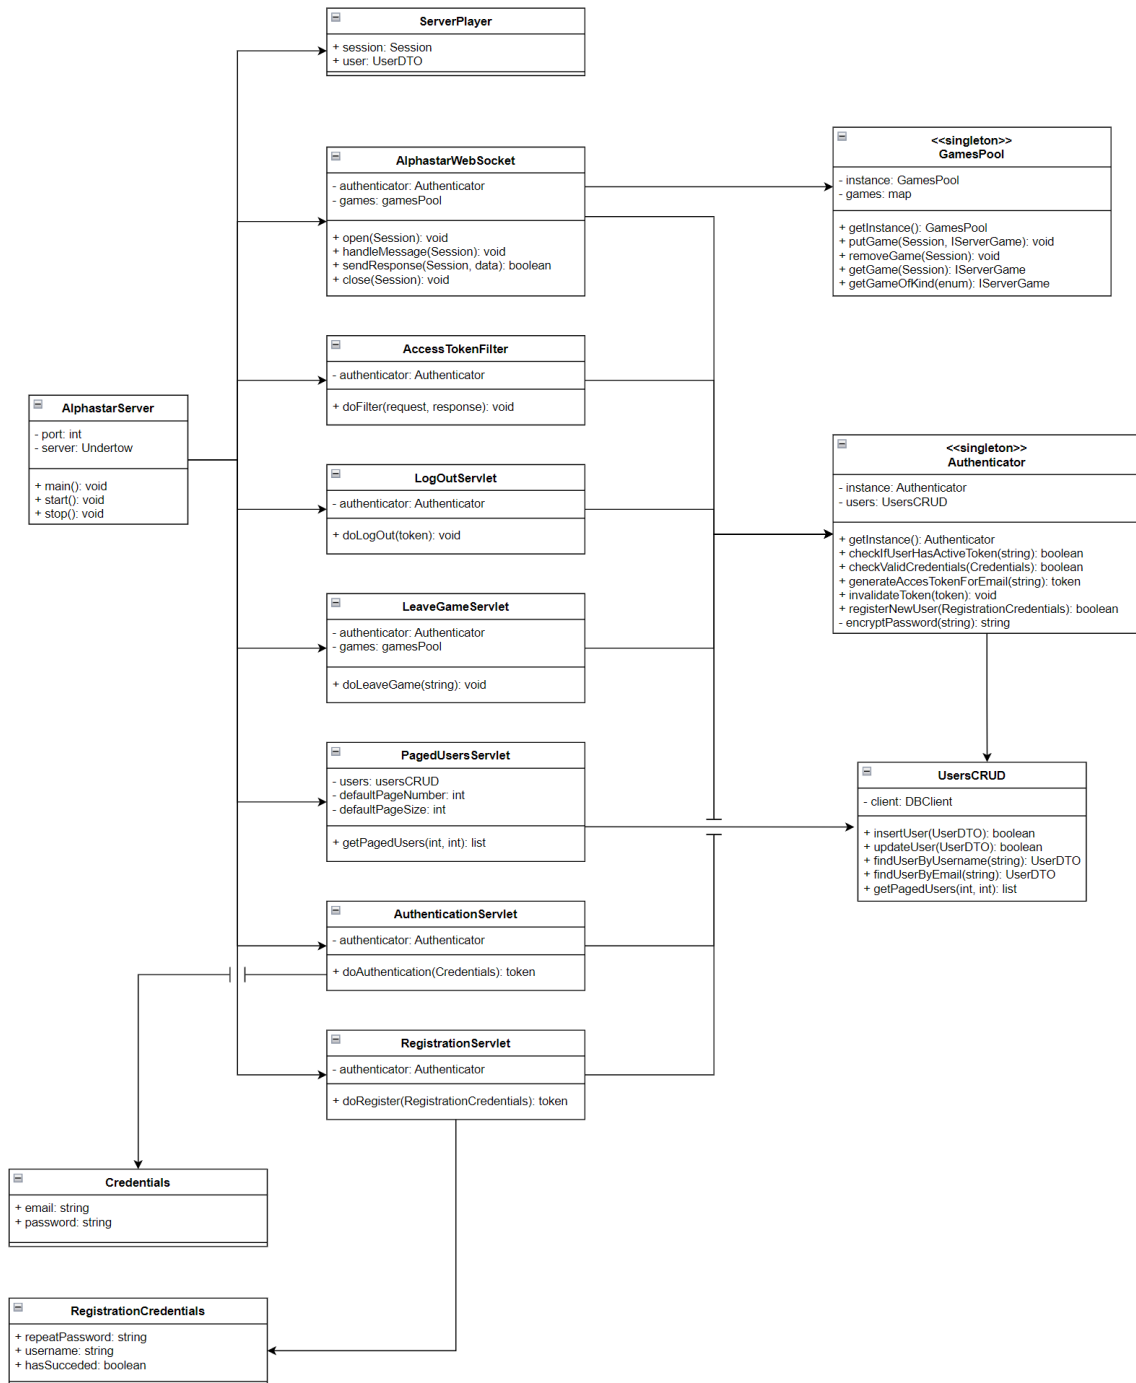 ServerPlayer
+ session: Session
+ user: UserDTO
AlphastarWebSocket
- authenticator: Authenticator
- games: gamesPool
+ open(Session): void
+ handleMessage(Session): void
+ sendResponse(Session, data): boolean
+ close(Session): void
<<singleton>>
GamesPool
- instance: GamesPool
- games: map
+ getInstance(): GamesPool
+ putGame(Session, IServerGame): void
+ removeGame(Session): void
+ getGame(Session): IServerGame
+ getGameOfKind(enum): IServerGame
AccessTokenFilter
- authenticator: Authenticator
+ doFilter(request, response): void
AlphastarServer
- port: int
- server: Undertow
+ main(): void
+ start(): void
+ stop(): void
LogOutServlet
- authenticator: Authenticator
+ doLogOut(token): void
<<singleton>>
Authenticator
- instance: Authenticator
- users: UsersCRUD
+ getInstance(): Authenticator
+ checkIfUserHasActiveToken(string): boolean
+ checkValidCredentials(Credentials): boolean
+ generateAccesTokenForEmail(string): token
+ invalidateToken(token): void
+ registerNewUser(RegistrationCredentials): boolean
- encryptPassword(string): string
LeaveGameServlet
- authenticator: Authenticator
- games: gamesPool
+ doLeaveGame(string): void
PagedUsersServlet
- users: usersCRUD
- defaultPageNumber: int
- defaultPageSize: int
+ getPagedUsers(int, int): list
UsersCRUD
- client: DBClient
+ insertUser(UserDTO): boolean
+ updateUser(UserDTO): boolean
+ findUserByUsername(string): UserDTO
+ findUserByEmail(string): UserDTO
+ getPagedUsers(int, int): list
AuthenticationServlet
- authenticator: Authenticator
+ doAuthentication(Credentials): token
RegistrationServlet
- authenticator: Authenticator
+ doRegister(RegistrationCredentials): token
Credentials
+ email: string
+ password: string
RegistrationCredentials
+ repeatPassword: string
+ username: string
+ hasSucceded: boolean